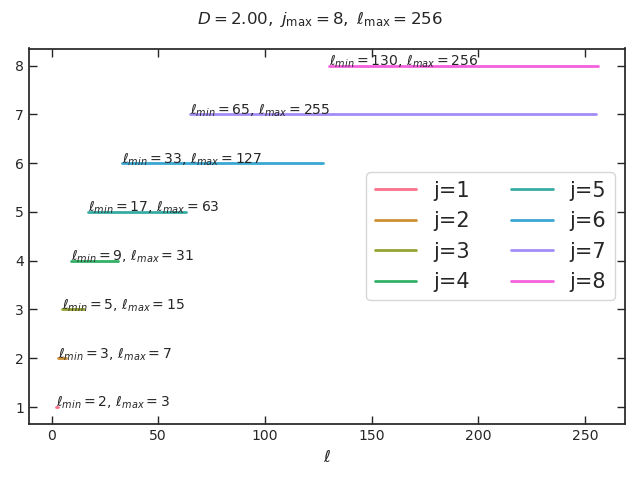 D = 2.00, j_max = 8, ℓ_max = 256
8
ℓ_min = 130, ℓ_max = 256
7
ℓ_min = 65, ℓ_max = 255
6
ℓ_min = 33, ℓ_max = 127
5
ℓ_min = 17, ℓ_max = 63
4
ℓ_min = 9, ℓ_max = 31
3
ℓ_min = 5, ℓ_max = 15
2
ℓ_min = 3, ℓ_max = 7
1
ℓ_min = 2, ℓ_max = 3
j=1 j=5
j=2 j=6
j=3 j=7
j=4 j=8
0 50 100 150 200 250
ℓ